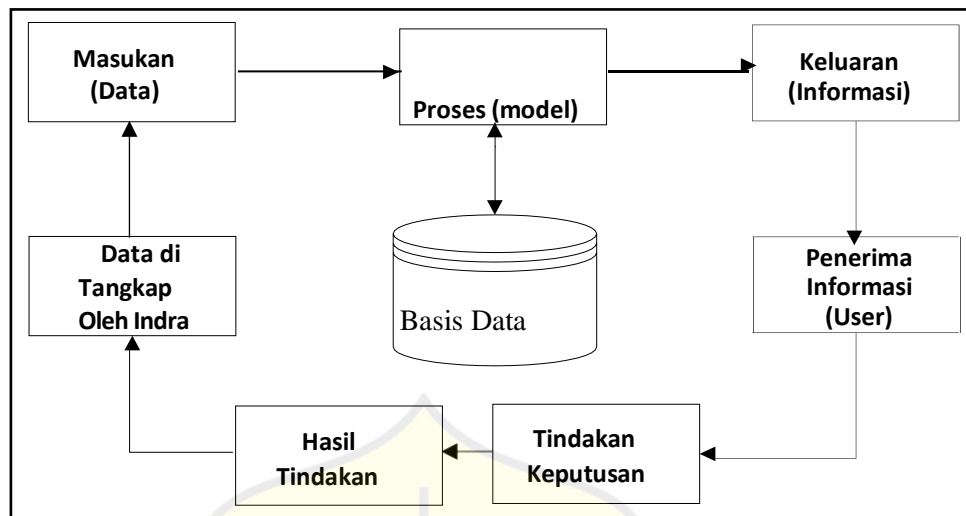 Masukan
(Data)
Proses (model)
Keluaran
(Informasi)
Data di
Tangkap
Oleh Indra
Basis Data
Penerima
Informasi
(User)
Hasil
Tindakan
Tindakan
Keputusan